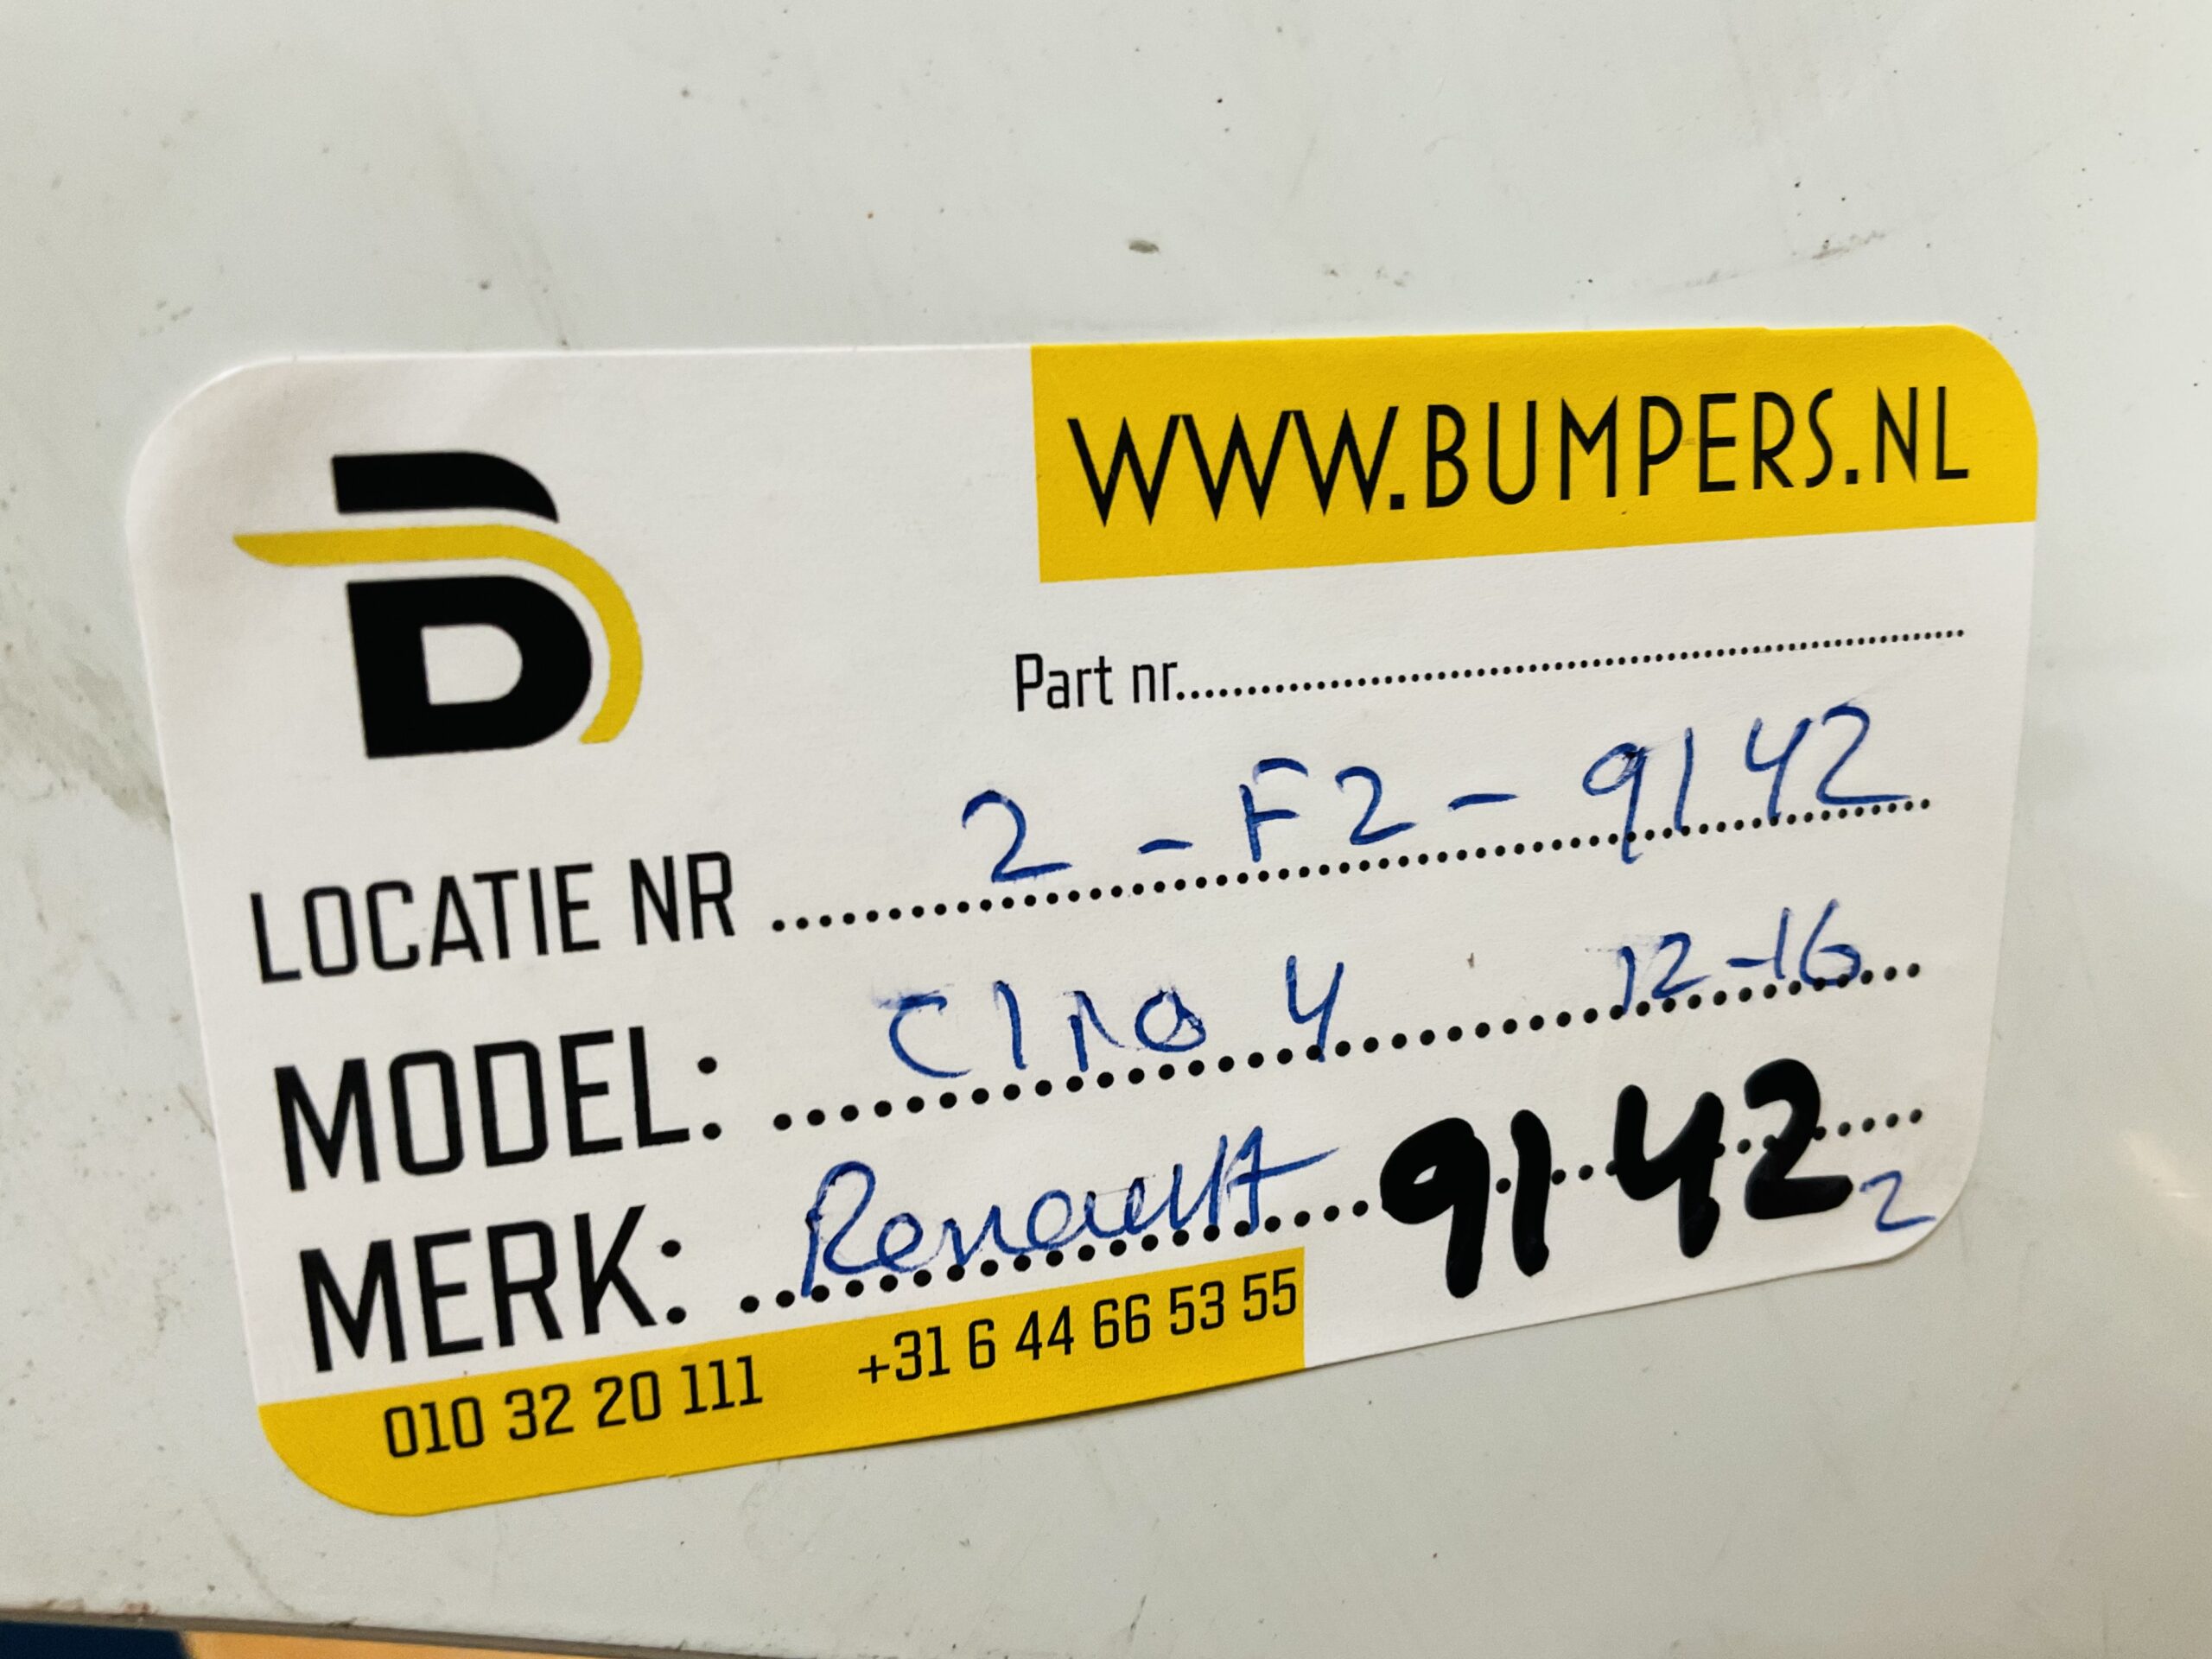 WWW.BUMPERS.NL
B
Part nr..........
LOCATIE NR 2 - F2 - 9142
MODEL: Clio 4 12-16
MERK: Renault 9142 2
010 32 20 111 +31 6 44 66 53 55